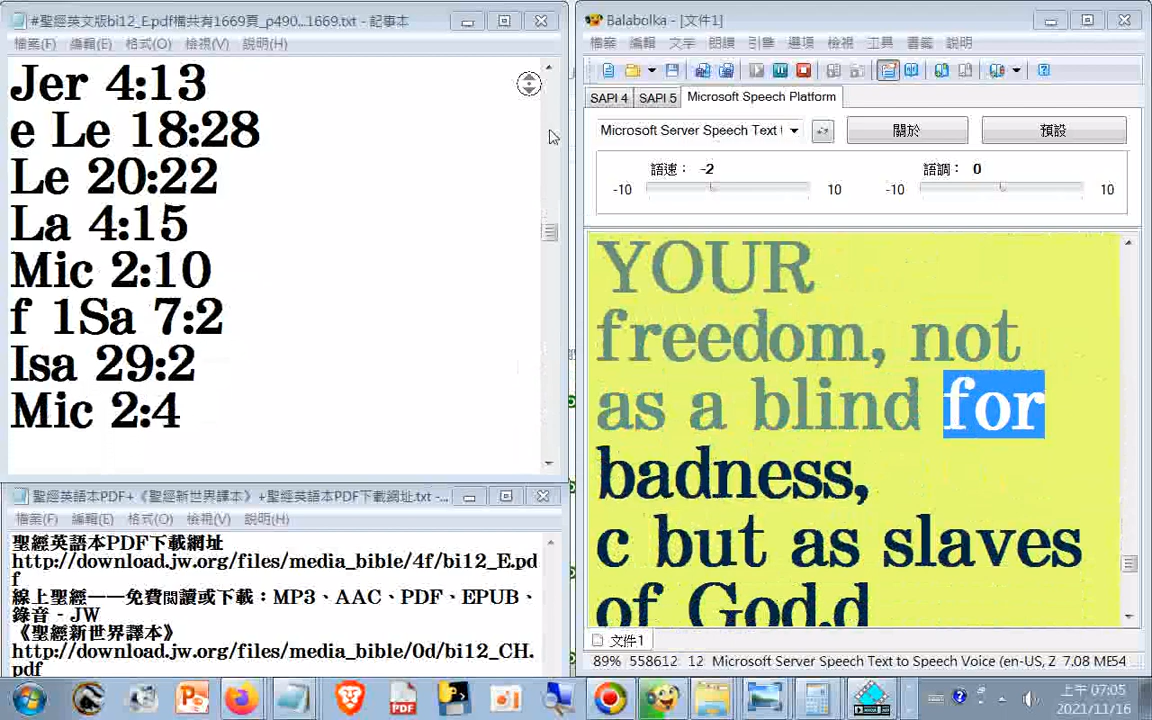 #聖經英文版bi12_E.pdf檔共有1669頁_p490...1669.txt - 記事本
檔案(F) 編輯(E) 格式(O) 檢視(V) 說明(H)
Jer 4:13
e Le 18:28
Le 20:22
La 4:15
Mic 2:10
f 1Sa 7:2
Isa 29:2
Mic 2:4
聖經英語本PDF+《聖經新世界譯本》+聖經英語本PDF下載網址.txt -...
檔案(F) 編輯(E) 格式(O) 檢視(V) 說明(H)
聖經英語本PDF下載網址
http://download.jw.org/files/media_bible/4f/bi12_E.pd
f
線上聖經——免費閱讀或下載：MP3、AAC、PDF、EPUB、
錄音 - JW
《聖經新世界譯本》
http://download.jw.org/files/media_bible/0d/bi12_CH.
pdf
Balabolka - [文件1]
檔案 編輯 文字 朗讀 引擎 選項 檢視 工具 書籤 說明
SAPI 4 SAPI 5 Microsoft Speech Platform
Microsoft Server Speech Text 關於 預設
語速： -2 語調： 0
-10 10 -10 10
YOUR
freedom, not
as a blind for
badness,
c but as slaves
of God.d
文件1
89% 558612 12 Microsoft Server Speech Text to Speech Voice (en-US, Z 7.08 ME54
PDF
上午 07:05
2021/11/16